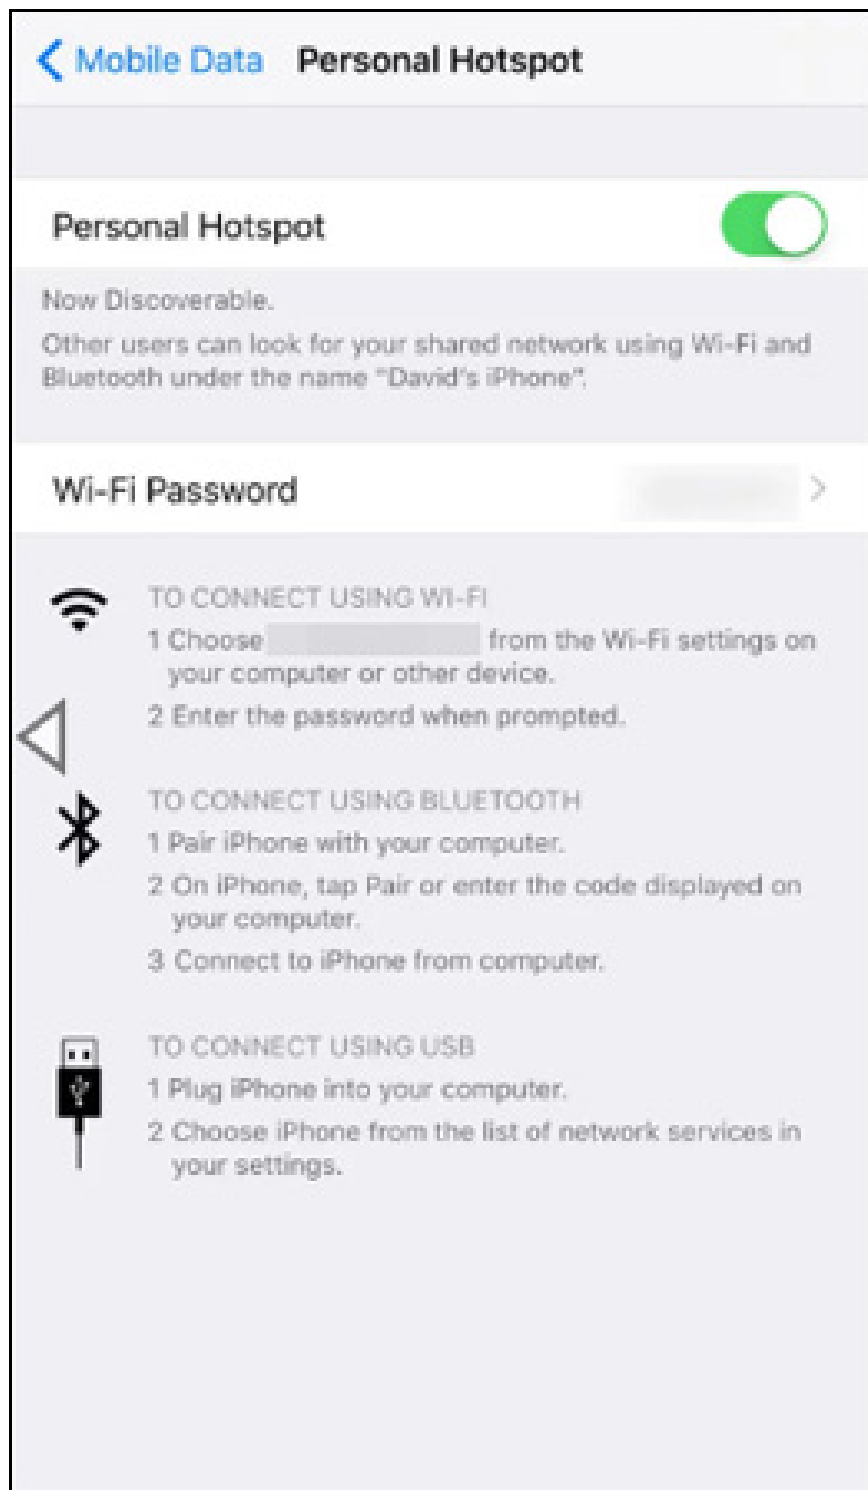 Mobile Data Personal Hotspot
Personal Hotspot
Now Discoverable.
Other users can look for your shared network using Wi-Fi and
Bluetooth under the name "David's iPhone".
Wi-Fi Password
TO CONNECT USING WI-FI
1 Choose from the Wi-Fi settings on
your computer or other device.
2 Enter the password when prompted.
TO CONNECT USING BLUETOOTH
1 Pair iPhone with your computer.
2 On iPhone, tap Pair or enter the code displayed on
your computer.
3 Connect to iPhone from computer.
TO CONNECT USING USB
1 Plug iPhone into your computer.
2 Choose iPhone from the list of network services in
your settings.